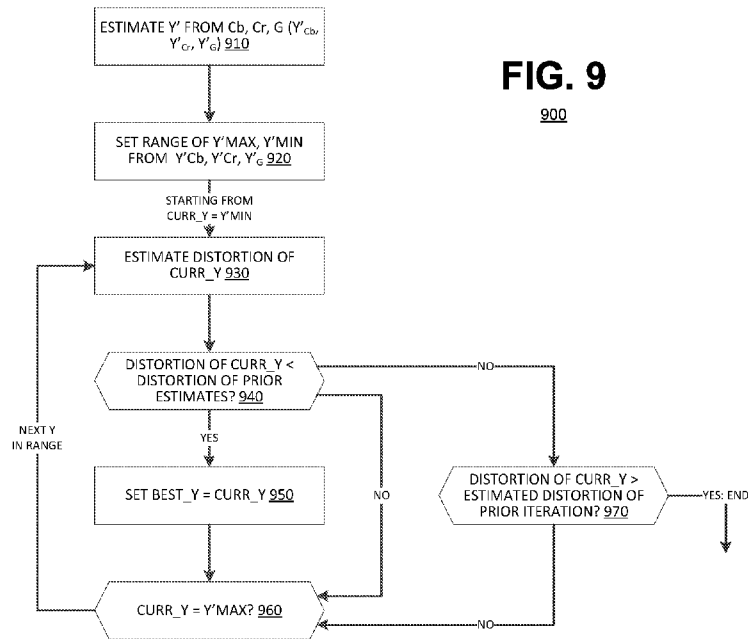 ESTIMATE Y' FROM Cb, Cr, G (Y'Cb,
Y'Cr, Y'G) 910
FIG. 9
900
SET RANGE OF Y'MAX, Y'MIN
FROM Y'Cb, Y'Cr, Y'G 920
STARTING FROM
CURR_Y = Y'MIN
ESTIMATE DISTORTION OF
CURR_Y 930
DISTORTION OF CURR_Y <
DISTORTION OF PRIOR
ESTIMATES? 940
NO
NEXT Y
IN RANGE
YES
NO
SET BEST_Y = CURR_Y 950
DISTORTION OF CURR_Y >
ESTIMATED DISTORTION OF
PRIOR ITERATION? 970
YES: END
CURR_Y = Y'MAX? 960
NO